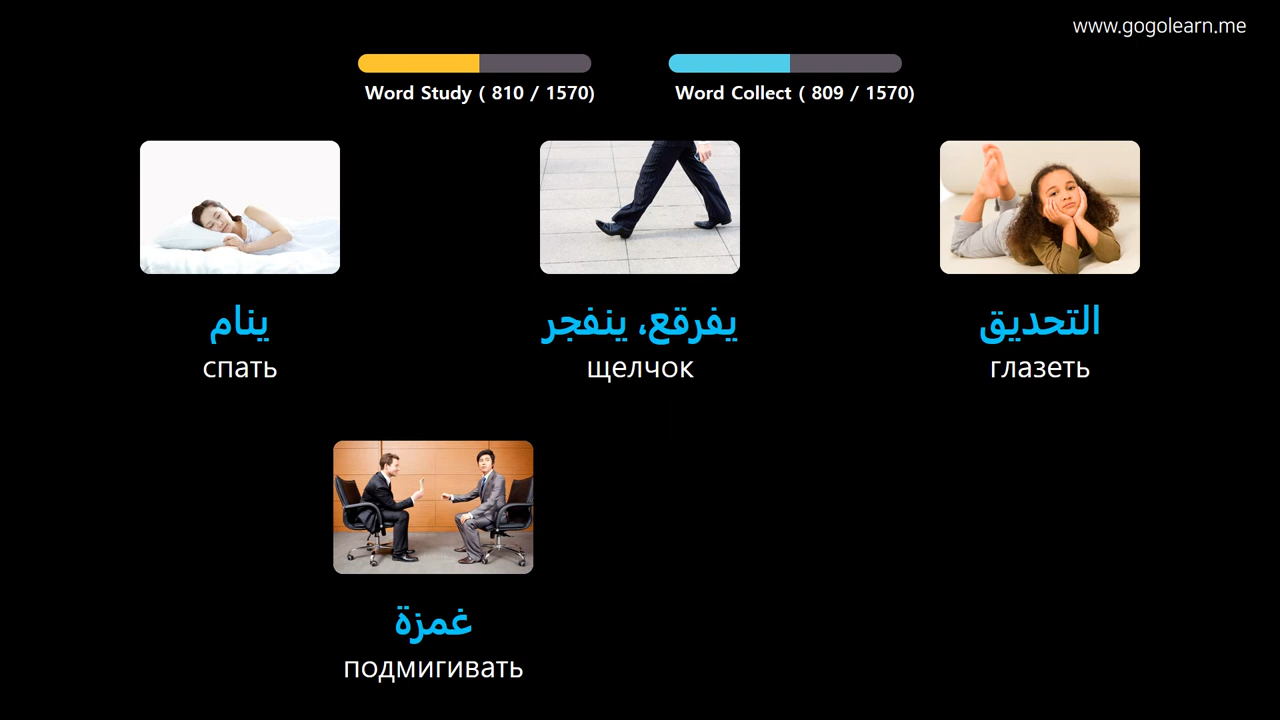 www.gogolearn.me
Word Study ( 810 / 1570)
Word Collect ( 809 / 1570)
ينام
спать
يفرقع، ينفجر
щелчок
التحديق
глазеть
غمزة
подмигивать